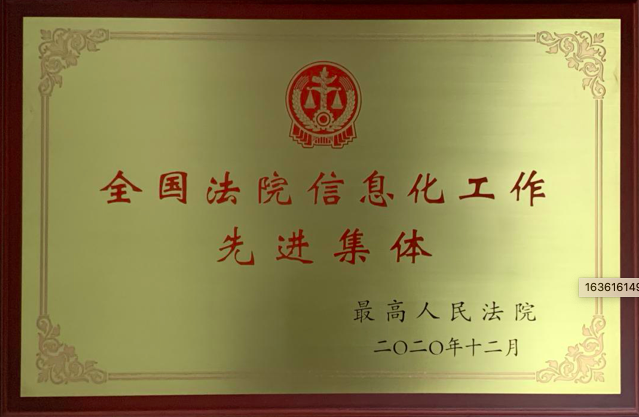 全国法院信息化工作
先进集体
163616149
最高人民法院
二〇二〇年十二月